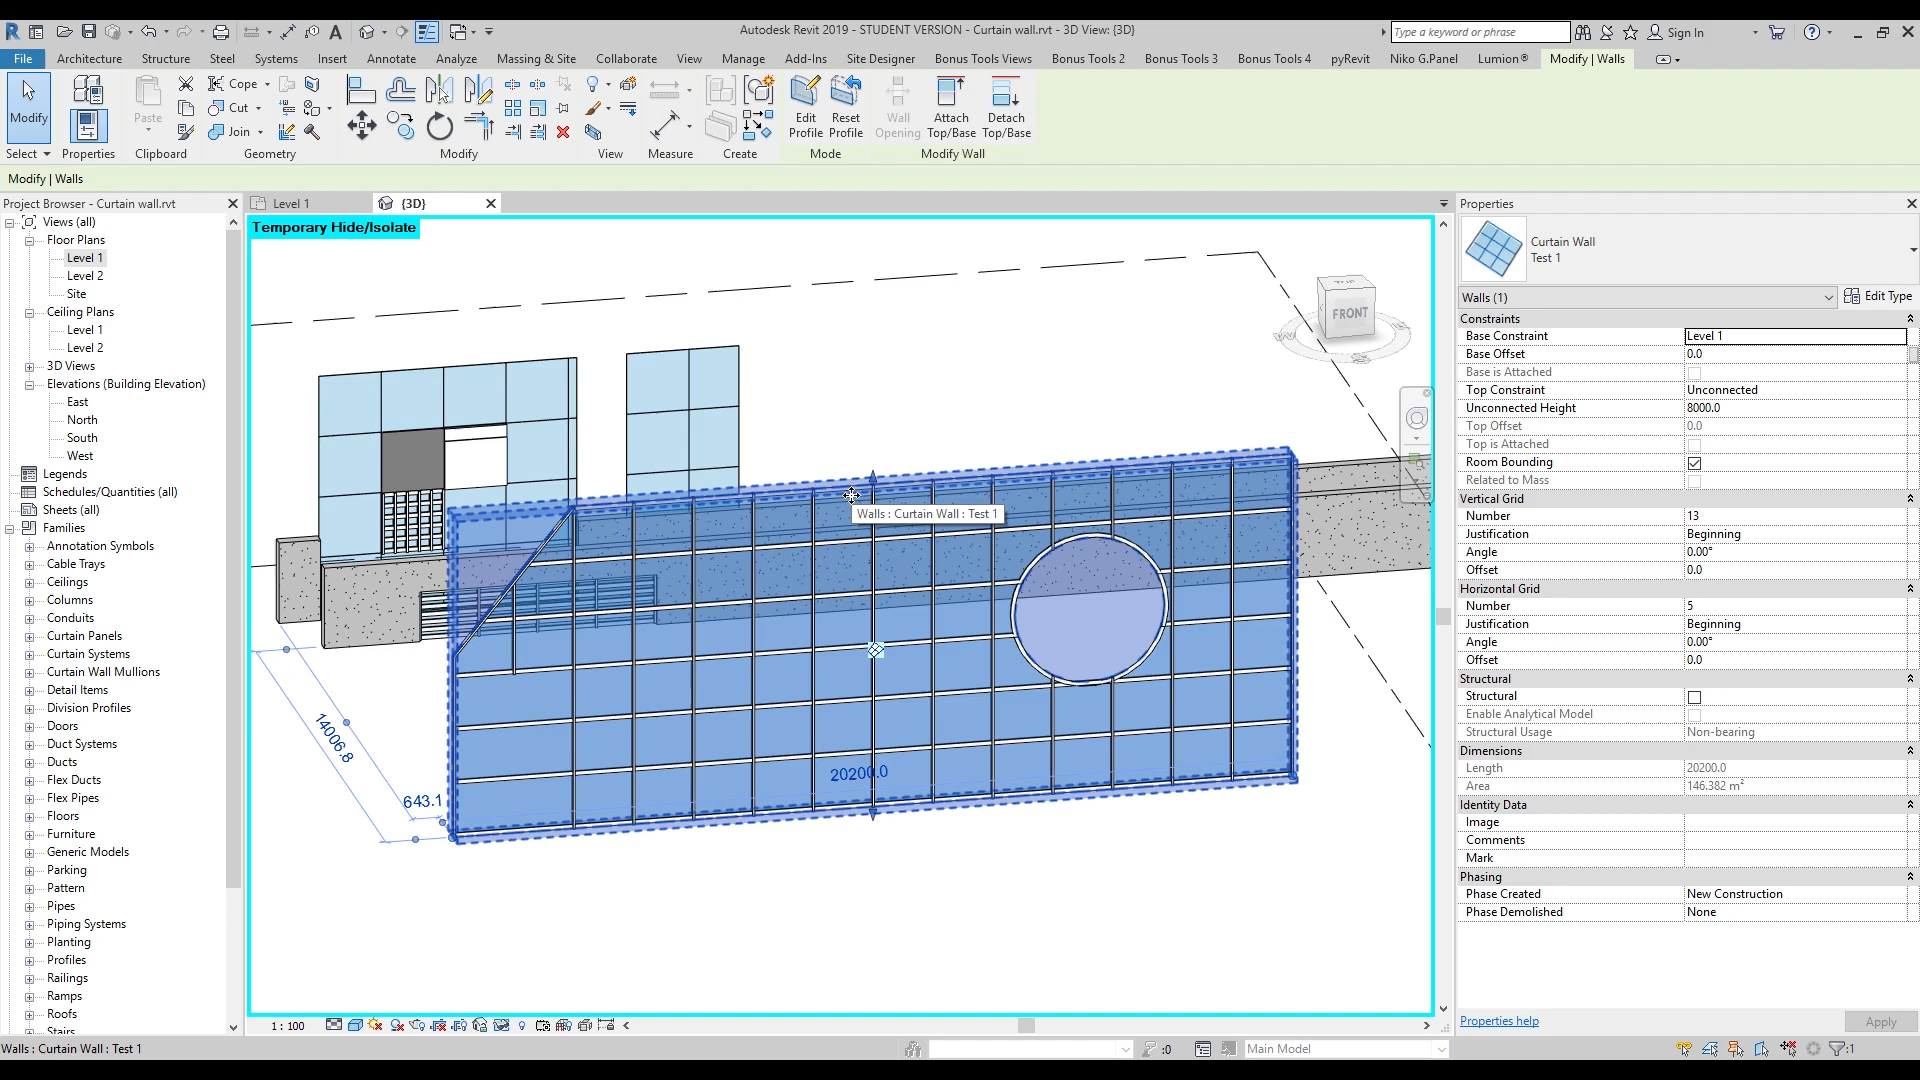 Autodesk Revit 2019 - STUDENT VERSION - Curtain wall.rvt - 3D View: {3D}
Type a keyword or phrase
Sign In
File Architecture Structure Steel Systems Insert Annotate Analyze Massing & Site Collaborate View Manage Add-Ins Site Designer Bonus Tools Views Bonus Tools 2 Bonus Tools 3 Bonus Tools 4 pyRevit Niko G.Panel Lumion® Modify | Walls
Modify
Paste
Cope
Cut
Join
Edit Profile
Reset Profile
Wall Opening
Attach Top/Base
Detach Top/Base
Select Properties Clipboard Geometry Modify View Measure Create Mode Modify Wall
Modify | Walls
Project Browser - Curtain wall.rvt
Level 1
{3D}
Properties
Views (all)
Floor Plans
Level 1
Level 2
Site
Ceiling Plans
Level 1
Level 2
3D Views
Elevations (Building Elevation)
East
North
South
West
Legends
Schedules/Quantities (all)
Sheets (all)
Families
Annotation Symbols
Cable Trays
Ceilings
Columns
Conduits
Curtain Panels
Curtain Systems
Curtain Wall Mullions
Detail Items
Division Profiles
Doors
Duct Systems
Ducts
Flex Ducts
Flex Pipes
Floors
Furniture
Generic Models
Parking
Pattern
Pipes
Piping Systems
Planting
Profiles
Railings
Ramps
Roofs
Stairs
Temporary Hide/Isolate
FRONT
Walls : Curtain Wall : Test 1
14006.8
643.1
20200.0
1 : 100
Curtain Wall
Test 1
Walls (1)
Edit Type
Constraints
Base Constraint Level 1
Base Offset 0.0
Base is Attached
Top Constraint Unconnected
Unconnected Height 8000.0
Top Offset 0.0
Top is Attached
Room Bounding
Related to Mass
Vertical Grid
Number 13
Justification Beginning
Angle 0.00°
Offset 0.0
Horizontal Grid
Number 5
Justification Beginning
Angle 0.00°
Offset 0.0
Structural
Structural
Enable Analytical Model
Structural Usage Non-bearing
Dimensions
Length 20200.0
Area 146.382 m²
Identity Data
Image
Comments
Mark
Phasing
Phase Created New Construction
Phase Demolished None
Properties help
Apply
Walls : Curtain Wall : Test 1
:0
Main Model
:1